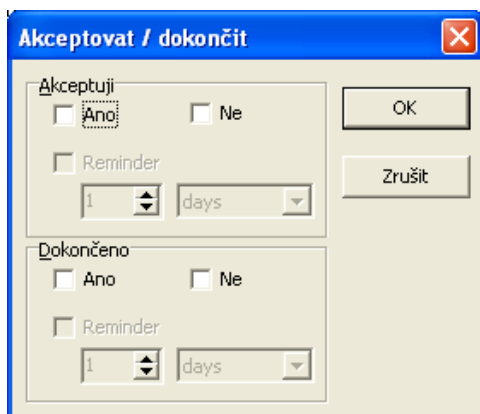 Akceptovat / dokončit
Akceptuji
Ano Ne
OK
Reminder
Zrušit
1 days
Dokončeno
Ano Ne
Reminder
1 days